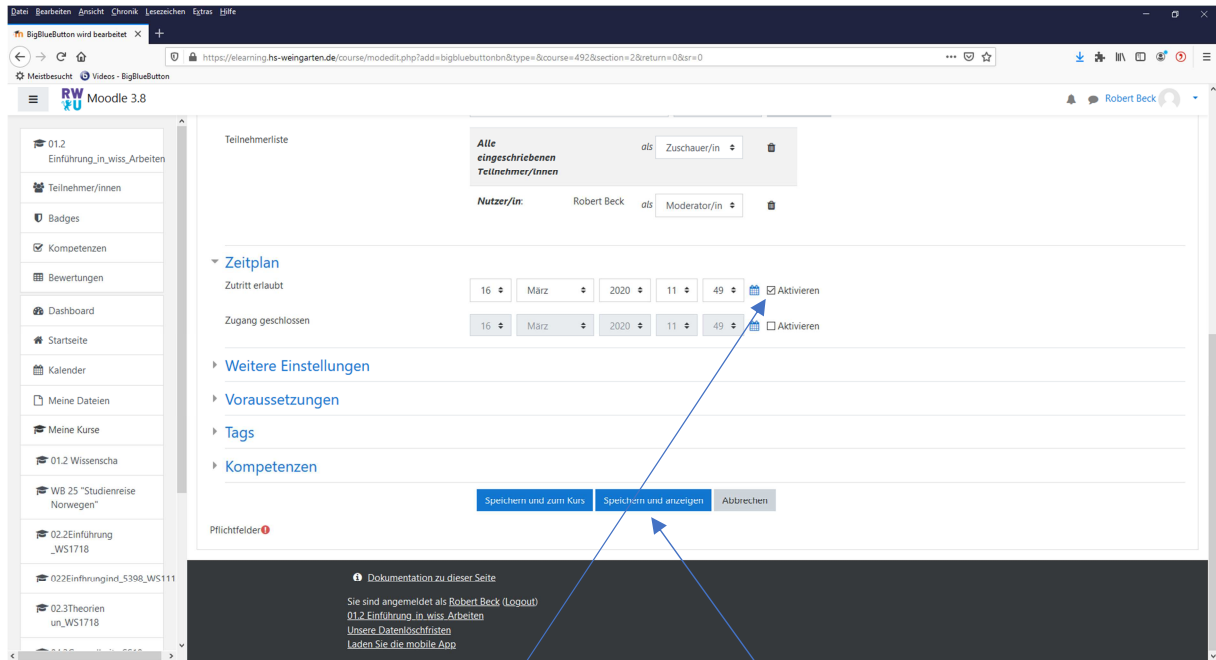 Datei Bearbeiten Ansicht Chronik Lesezeichen Extras Hilfe
BigBlueButton wird bearbeitet
https://elearning.hs-weingarten.de/course/modedit.php?add=bigbluebuttonbn&type=&course=492&section=2&return=0&sr=0
Meistbesucht Videos - BigBlueButton
RWU Moodle 3.8
Robert Beck
01.2
Einführung_in_wiss_Arbeiten
Teilnehmer/innen
Badges
Kompetenzen
Bewertungen
Dashboard
Startseite
Kalender
Meine Dateien
Meine Kurse
01.2 Wissenscha
WB 25 "Studienreise
Norwegen"
02.2Einführung
_WS1718
022Einfhrungind_5398_WS111
02.3Theorien
un_WS1718
Teilnehmerliste
Alle
eingeschriebenen
Teilnehmer/innen
als Zuschauer/in
Nutzer/in: Robert Beck als Moderator/in
Zeitplan
Zutritt erlaubt 16 März 2020 11 49 Aktivieren
Zugang geschlossen 16 März 2020 11 49 Aktivieren
Weitere Einstellungen
Voraussetzungen
Tags
Kompetenzen
Speichern und zum Kurs Speichern und anzeigen Abbrechen
Pflichtfelder
Dokumentation zu dieser Seite
Sie sind angemeldet als Robert Beck (Logout)
01.2 Einführung_in_wiss_Arbeiten
Unsere Datenlöschfristen
Laden Sie die mobile App